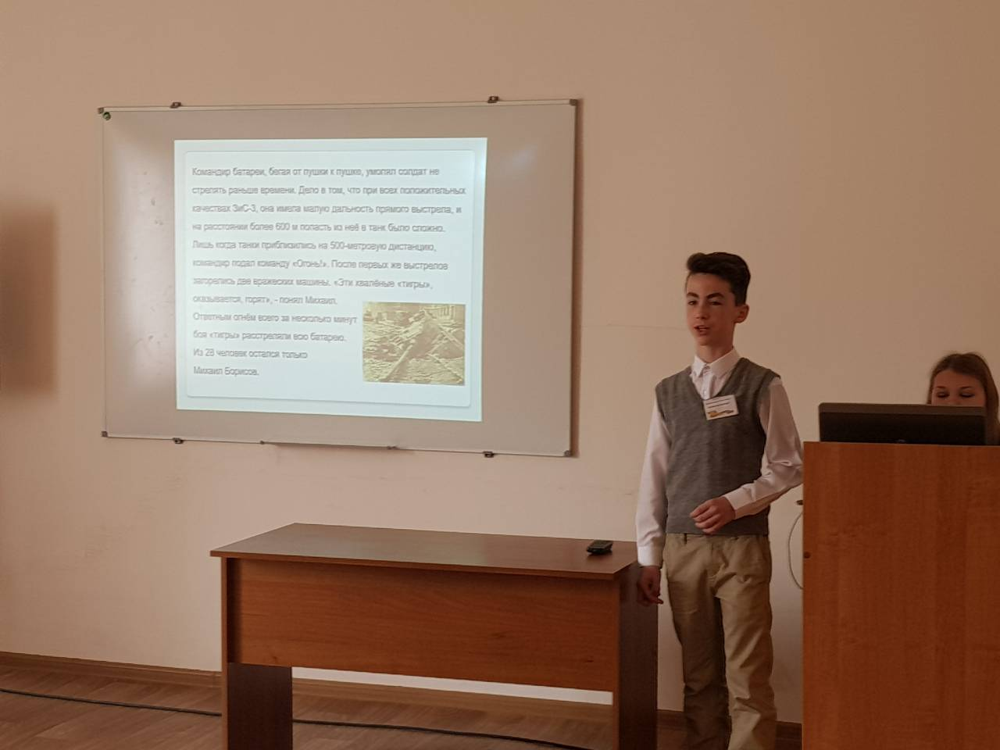 Командир батареи, бегая от пушки к пушке, умолял солдат не
стрелять раньше времени. Дело в том, что при всех положительных
качествах ЗиС-3, она имела малую дальность прямого выстрела, и
на расстоянии более 600 м попасть из неё в танк было сложно.
Лишь когда танки приблизились на 500-метровую дистанцию,
командир подал команду «Огонь!». После первых же выстрелов
загорелись две вражеских машины. «Эти хвалёные «тигры»,
оказывается, горят», - понял Михаил.
Ответным огнём всего за несколько минут
боя «тигры» расстреляли всю батарею.
Из 28 человек остался только
Михаил Борисов.